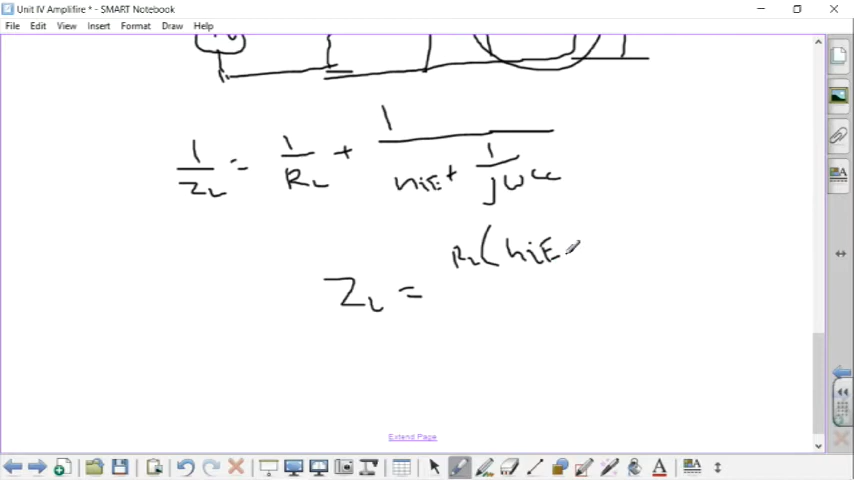 Unit IV Amplifire * - SMART Notebook
File Edit View Insert Format Draw Help
1/ZL = 1/RL + 1/(hiE + 1/jωCc)
ZL = RL(hiE
Extend Page